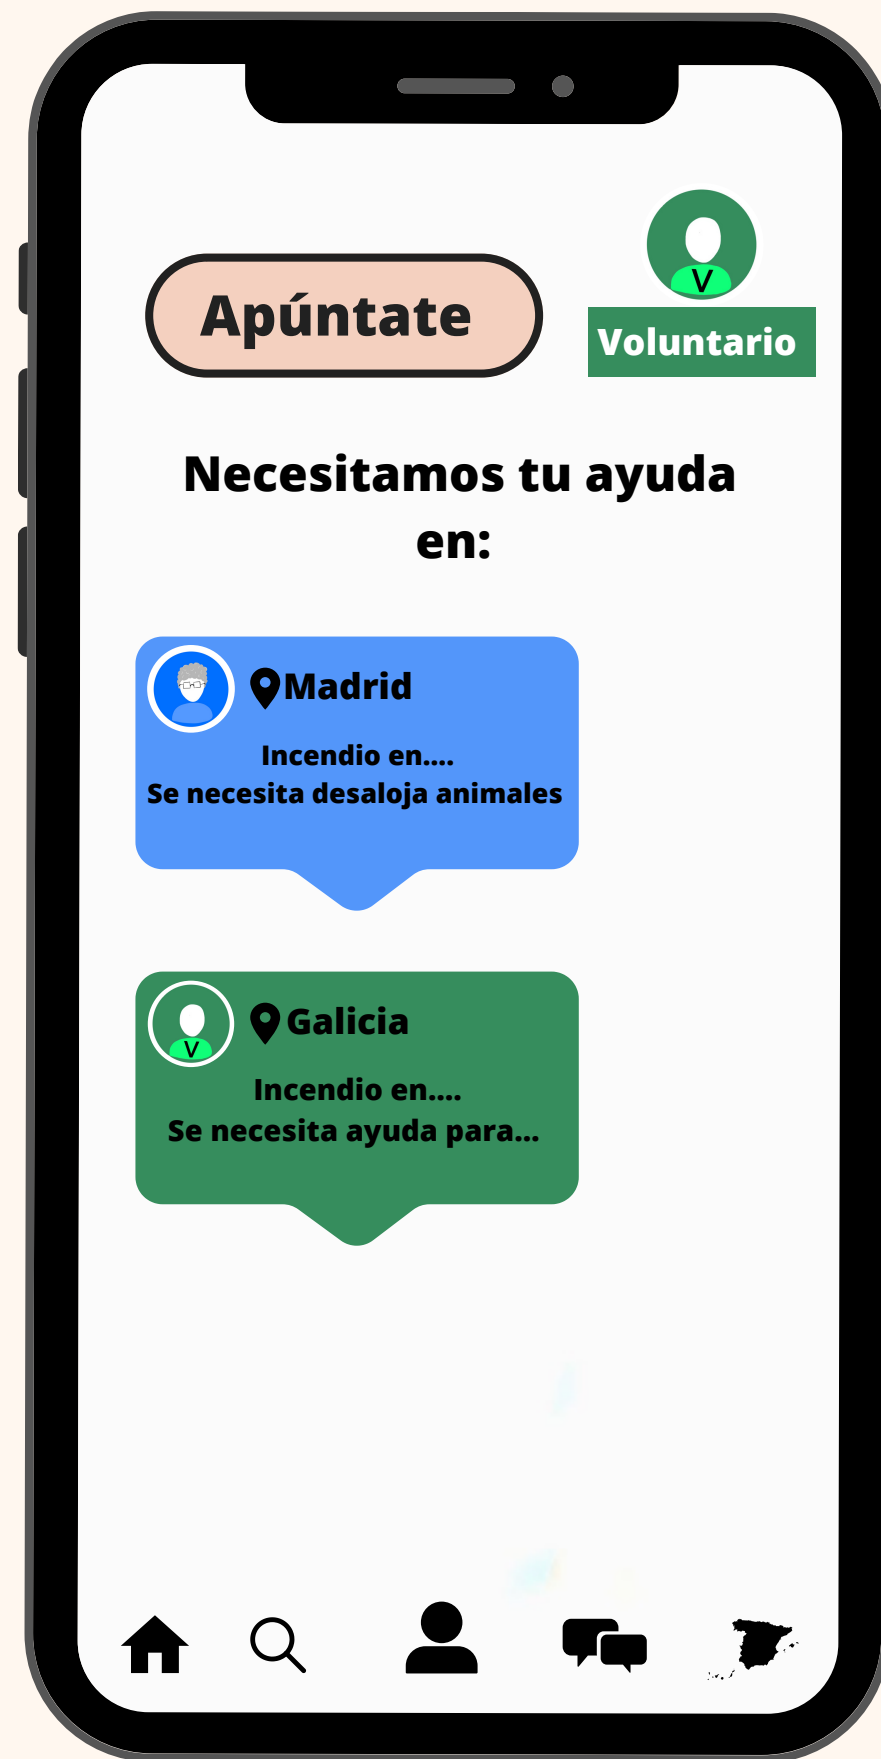 Apúntate
V
Voluntario
Necesitamos tu ayuda
en:
Madrid
Incendio en....
Se necesita desaloja animales
V
Galicia
Incendio en....
Se necesita ayuda para...